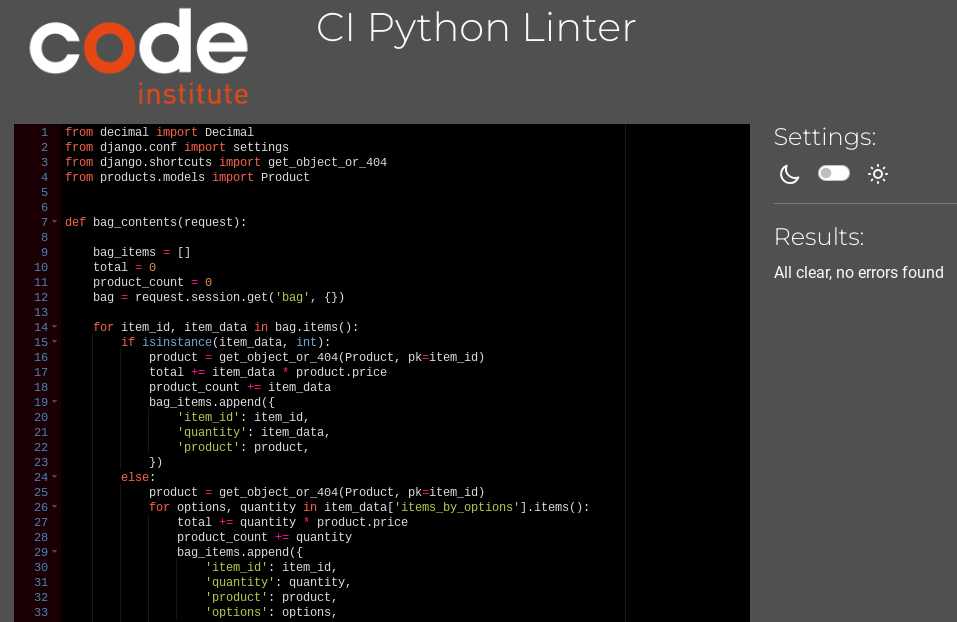 code
institute
CI Python Linter
1 from decimal import Decimal
2 from django.conf import settings
3 from django.shortcuts import get_object_or_404
4 from products.models import Product
5
6
7 def bag_contents(request):
8
9     bag_items = []
10     total = 0
11     product_count = 0
12     bag = request.session.get('bag', {})
13
14     for item_id, item_data in bag.items():
15         if isinstance(item_data, int):
16             product = get_object_or_404(Product, pk=item_id)
17             total += item_data * product.price
18             product_count += item_data
19             bag_items.append({
20                 'item_id': item_id,
21                 'quantity': item_data,
22                 'product': product,
23             })
24         else:
25             product = get_object_or_404(Product, pk=item_id)
26             for options, quantity in item_data['items_by_options'].items():
27                 total += quantity * product.price
28                 product_count += quantity
29                 bag_items.append({
30                     'item_id': item_id,
31                     'quantity': quantity,
32                     'product': product,
33                     'options': options,
Settings:
Results:
All clear, no errors found